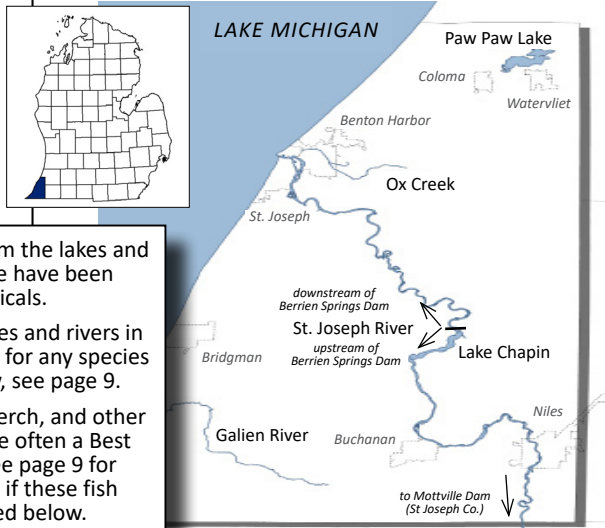 LAKE MICHIGAN
Paw Paw Lake
Coloma
Watervliet
Benton Harbor
Ox Creek
St. Joseph
downstream of
Berrien Springs Dam
St. Joseph River
upstream of
Berrien Springs Dam
Lake Chapin
Bridgman
Galien River
Buchanan
Niles
to Mottville Dam
(St Joseph Co.)
m the lakes and
e have been
icals.
es and rivers in
for any species
, see page 9.
erch, and other
e often a Best
ee page 9 for
if these fish
ed below.